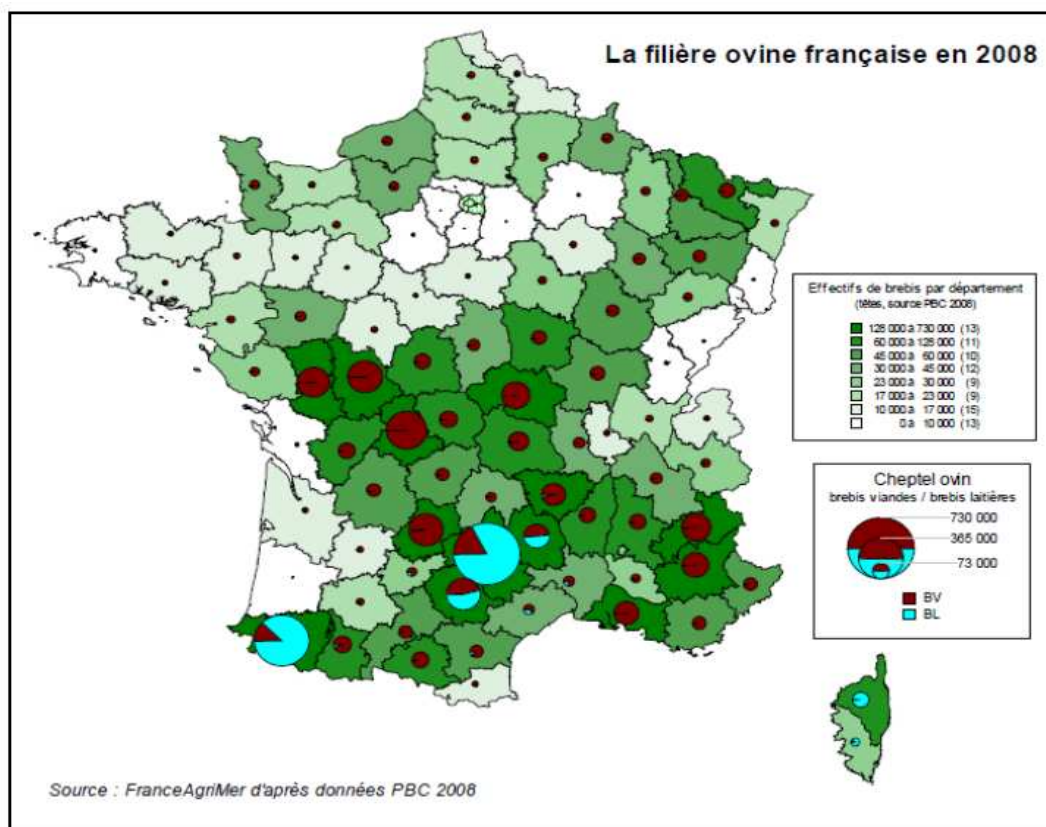 La filière ovine française en 2008
Effectifs de brebis par département
(têtes, source PBC 2008)
128 000 à 730 000 (13)
60 000 à 128 000 (11)
45 000 à 60 000 (10)
30 000 à 45 000 (12)
23 000 à 30 000 (9)
17 000 à 23 000 (9)
10 000 à 17 000 (15)
0 à 10 000 (13)
Cheptel ovin
brebis viandes / brebis laitières
730 000
365 000
73 000
BV
BL
Source : FranceAgriMer d'après données PBC 2008